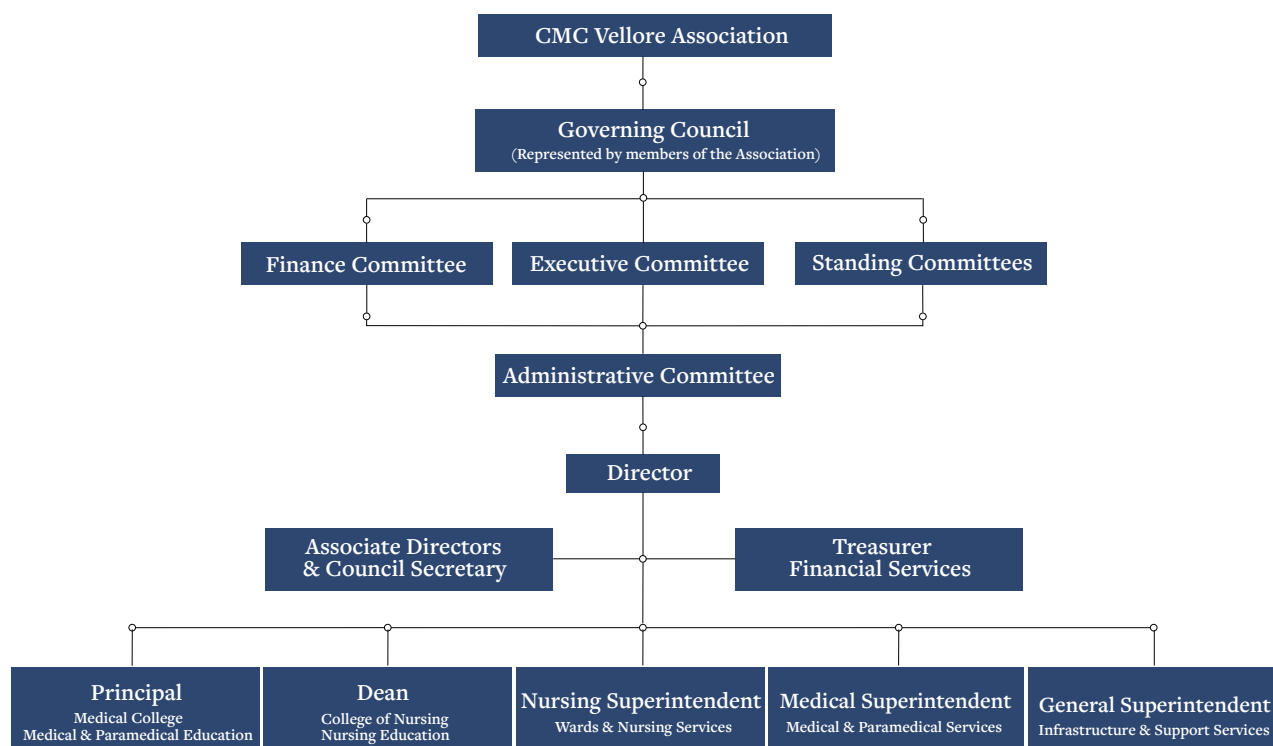 CMC Vellore Association
Governing Council
(Represented by members of the Association)
Finance Committee
Executive Committee
Standing Committees
Administrative Committee
Director
Associate Directors
& Council Secretary
Treasurer
Financial Services
Principal
Medical College
Medical & Paramedical Education
Dean
College of Nursing
Nursing Education
Nursing Superintendent
Wards & Nursing Services
Medical Superintendent
Medical & Paramedical Services
General Superintendent
Infrastructure & Support Services